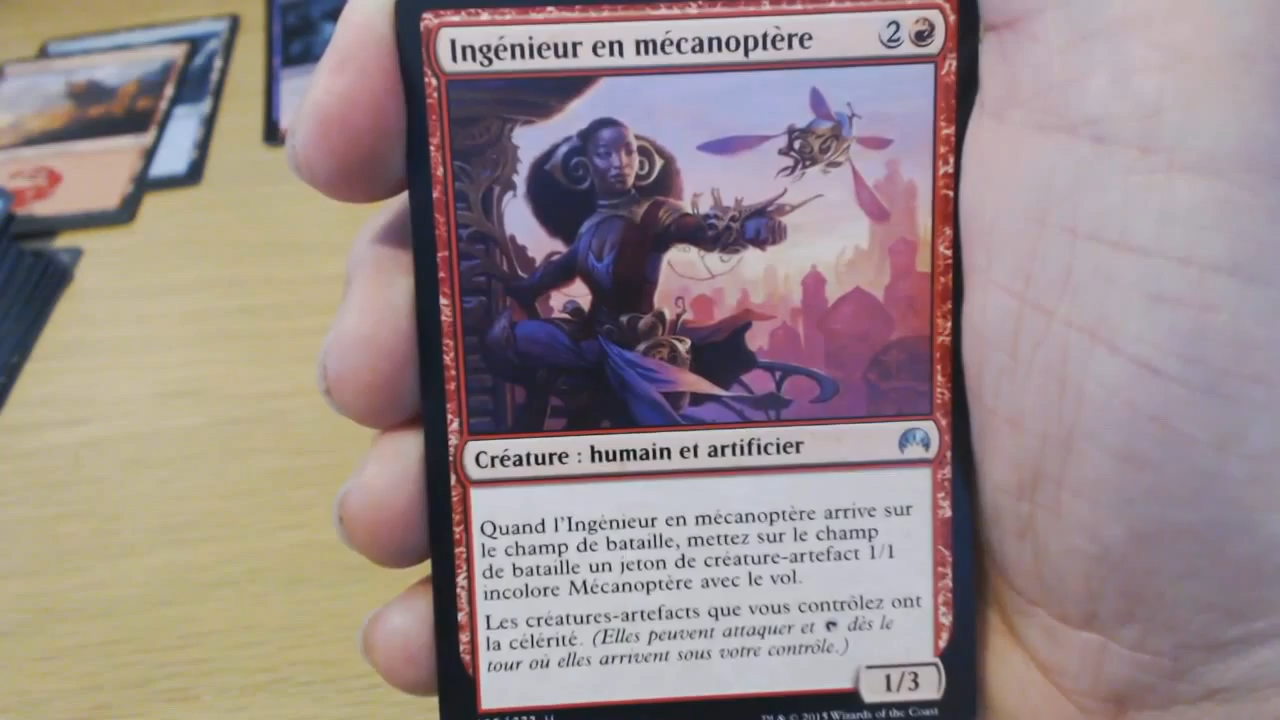 Ingénieur en mécanoptère 2
Créature : humain et artificier
Quand l'Ingénieur en mécanoptère arrive sur
le champ de bataille, mettez sur le champ
de bataille un jeton de créature-artefact 1/1
incolore Mécanoptère avec le vol.
Les créatures-artefacts que vous contrôlez ont
la célérité. (Elles peuvent attaquer et dès le
tour où elles arrivent sous votre contrôle.)
1/3
© 2015 Wizards of the Coast